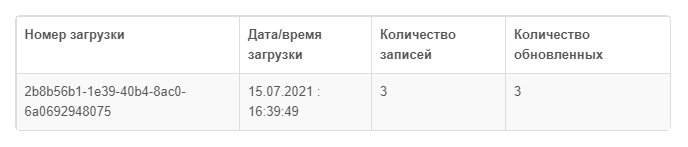 Номер загрузки
Дата/время
загрузки
Количество
записей
Количество
обновленных
2b8b56b1-1e39-40b4-8ac0-
6a0692948075
15.07.2021 :
16:39:49
3
3